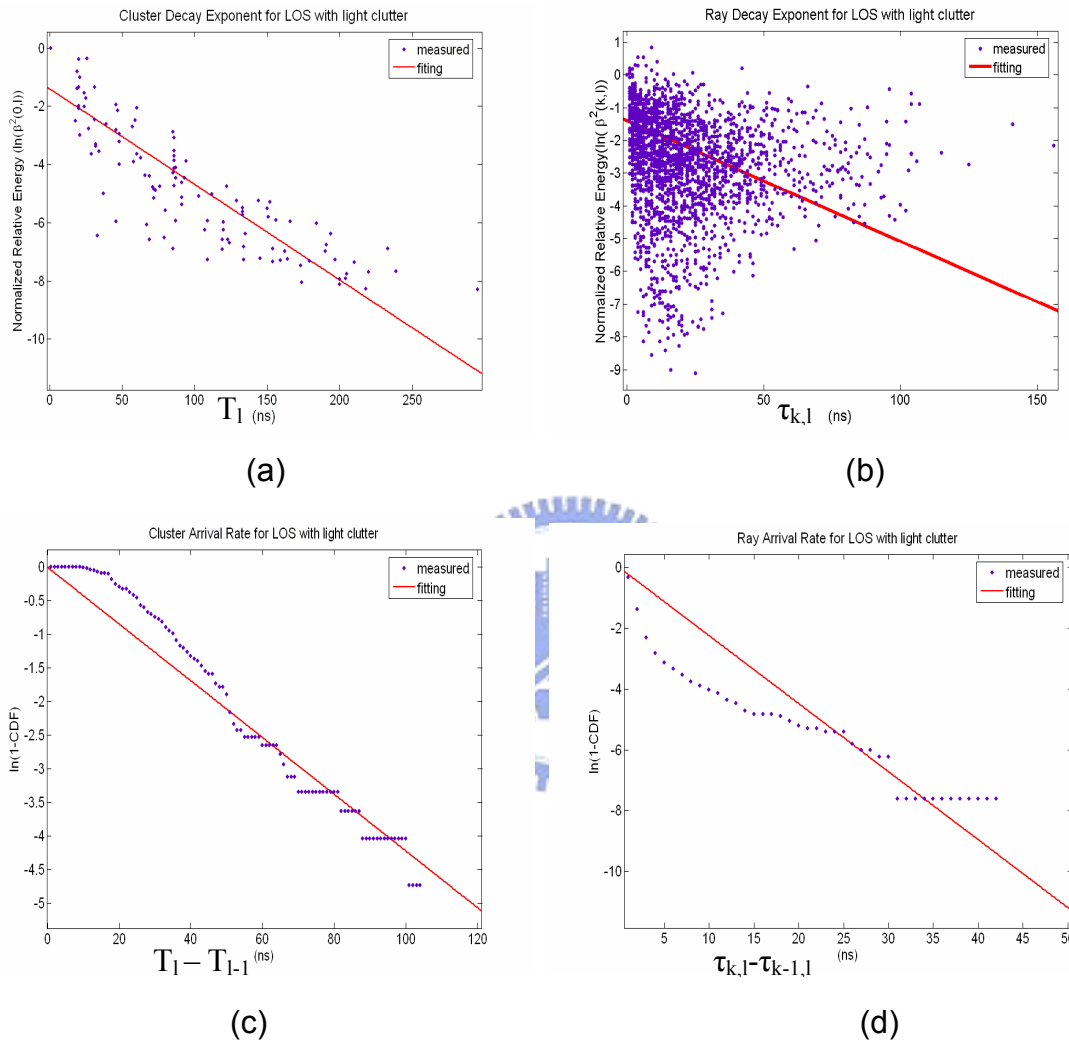 Cluster Decay Exponent for LOS with light clutter
measured
fitting
Normalized Relative Energy (ln(β²(0,l))
0
-2
-4
-6
-8
-10
0 50 100 150 200 250
T_l (ns)
(a)
Ray Decay Exponent for LOS with light clutter
measured
fitting
Normalized Relative Energy(ln( β²(k,l))
1
0
-1
-2
-3
-4
-5
-6
-7
-8
-9
0 50 100 150
τ_k,l (ns)
(b)
Cluster Arrival Rate for LOS with light clutter
measured
fitting
ln(1-CDF)
0
-0.5
-1
-1.5
-2
-2.5
-3
-3.5
-4
-4.5
-5
0 20 40 60 80 100 120
T_l – T_l-1 (ns)
(c)
Ray Arrival Rate for LOS with light clutter
measured
fitting
ln(1-CDF)
0
-2
-4
-6
-8
-10
5 10 15 20 25 30 35 40 45 50
τ_k,l-τ_k-1,l (ns)
(d)